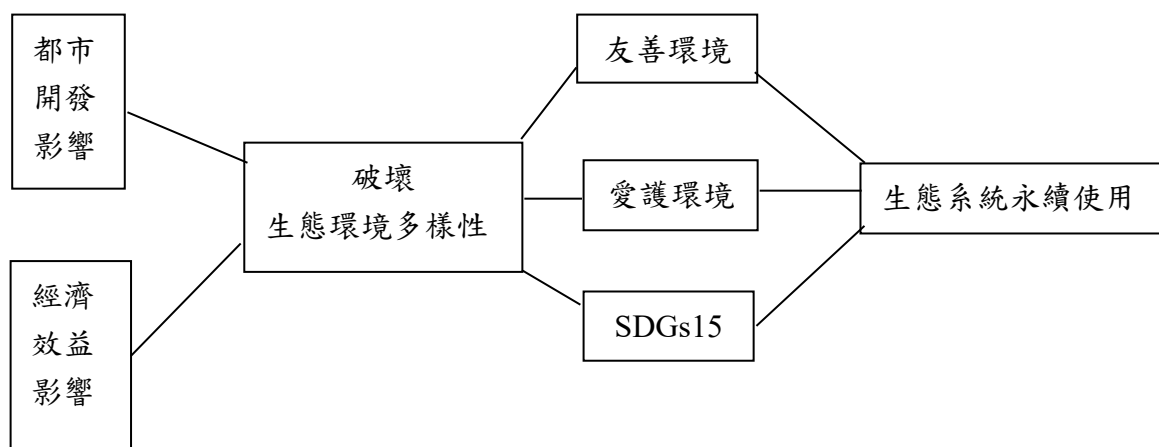 都市
開發
影響
經濟
效益
影響
破壞
生態環境多樣性
友善環境
愛護環境
SDGs15
生態系統永續使用